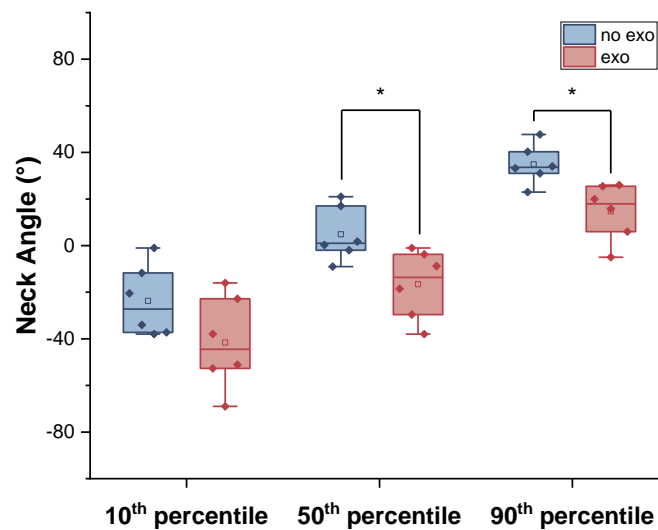 no exo
exo
80
40
0
-40
-80
Neck Angle (°)
*
*
10th percentile
50th percentile
90th percentile